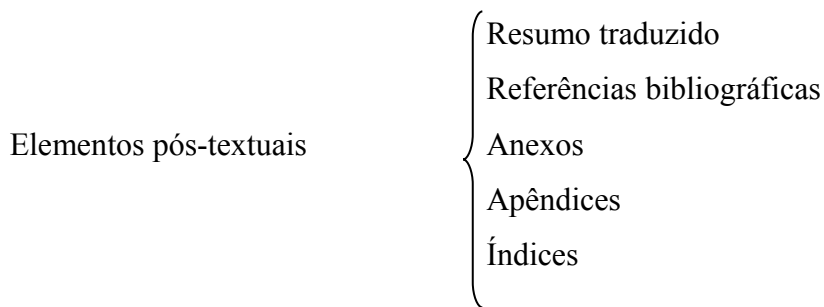 Resumo traduzido
Referências bibliográficas
Elementos pós-textuais
Anexos
Apêndices
Índices